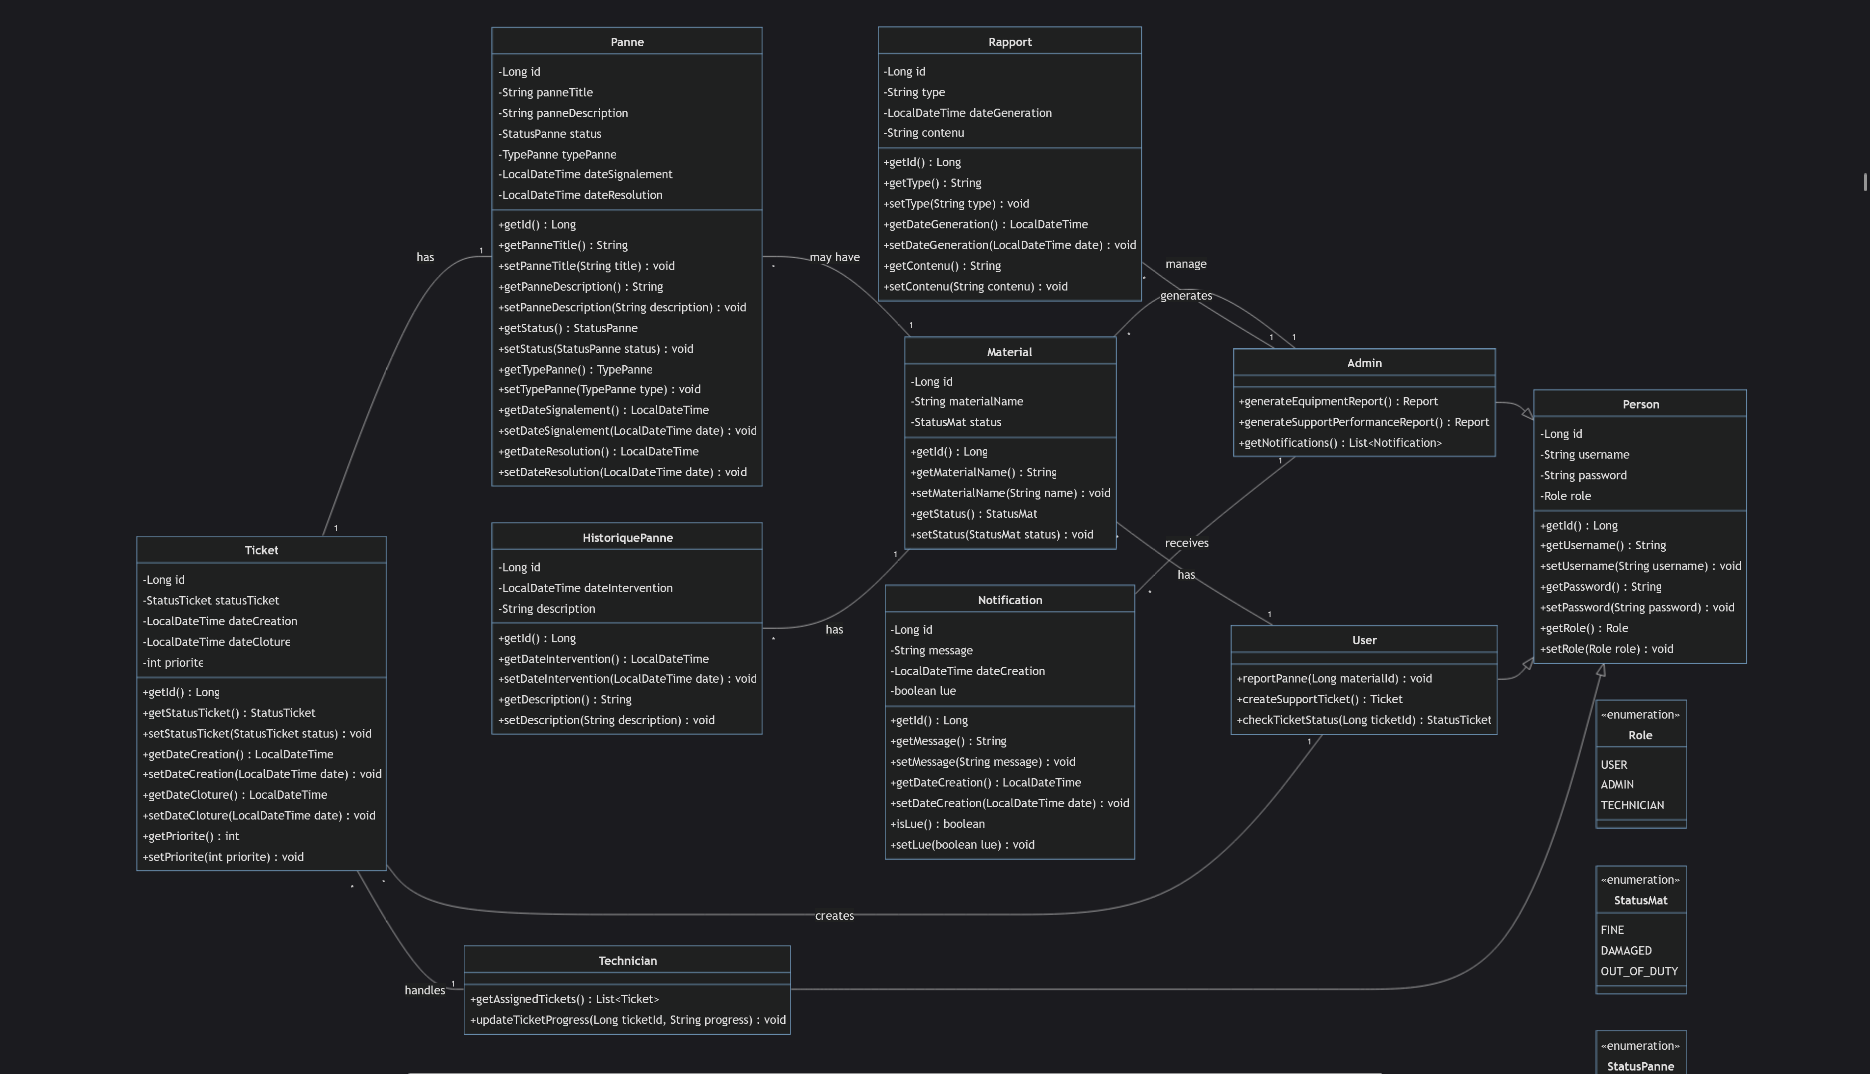 Panne
-Long id
-String panneTitle
-String panneDescription
-StatusPanne status
-TypePanne typePanne
-LocalDateTime dateSignalement
-LocalDateTime dateResolution
+getId() : Long
+getPanneTitle() : String
+setPanneTitle(String title) : void
+getPanneDescription() : String
+setPanneDescription(String description) : void
+getStatus() : StatusPanne
+setStatus(StatusPanne status) : void
+getTypePanne() : TypePanne
+setTypePanne(TypePanne type) : void
+getDateSignalement() : LocalDateTime
+setDateSignalement(LocalDateTime date) : void
+getDateResolution() : LocalDateTime
+setDateResolution(LocalDateTime date) : void
Rapport
-Long id
-String type
-LocalDateTime dateGeneration
-String contenu
+getId() : Long
+getType() : String
+setType(String type) : void
+getDateGeneration() : LocalDateTime
+setDateGeneration(LocalDateTime date) : void
+getContenu() : String
+setContenu(String contenu) : void
has
1
1
may have
*
1
manage
*
1
generates
*
1
Material
-Long id
-String materialName
-StatusMat status
+getId() : Long
+getMaterialName() : String
+setMaterialName(String name) : void
+getStatus() : StatusMat
+setStatus(StatusMat status) : void
Admin
+generateEquipmentReport() : Report
+generateSupportPerformanceReport() : Report
+getNotifications() : List<Notification>
Person
-Long id
-String username
-String password
-Role role
+getId() : Long
+getUsername() : String
+setUsername(String username) : void
+getPassword() : String
+setPassword(String password) : void
+getRole() : Role
+setRole(Role role) : void
Ticket
-Long id
-StatusTicket statusTicket
-LocalDateTime dateCreation
-LocalDateTime dateCloture
-int priorite
+getId() : Long
+getStatusTicket() : StatusTicket
+setStatusTicket(StatusTicket status) : void
+getDateCreation() : LocalDateTime
+setDateCreation(LocalDateTime date) : void
+getDateCloture() : LocalDateTime
+setDateCloture(LocalDateTime date) : void
+getPriorite() : int
+setPriorite(int priorite) : void
HistoriquePanne
-Long id
-LocalDateTime dateIntervention
-String description
+getId() : Long
+getDateIntervention() : LocalDateTime
+setDateIntervention(LocalDateTime date) : void
+getDescription() : String
+setDescription(String description) : void
has
*
1
receives
1
*
has
*
1
Notification
-Long id
-String message
-LocalDateTime dateCreation
-boolean lue
+getId() : Long
+getMessage() : String
+setMessage(String message) : void
+getDateCreation() : LocalDateTime
+setDateCreation(LocalDateTime date) : void
+isLue() : boolean
+setLue(boolean lue) : void
User
+reportPanne(Long materialId) : void
+createSupportTicket() : Ticket
+checkTicketStatus(Long ticketId) : StatusTicket
«enumeration»
Role
USER
ADMIN
TECHNICIAN
«enumeration»
StatusMat
FINE
DAMAGED
OUT_OF_DUTY
creates
*
1
handles
*
1
Technician
+getAssignedTickets() : List<Ticket>
+updateTicketProgress(Long ticketId, String progress) : void
«enumeration»
StatusPanne